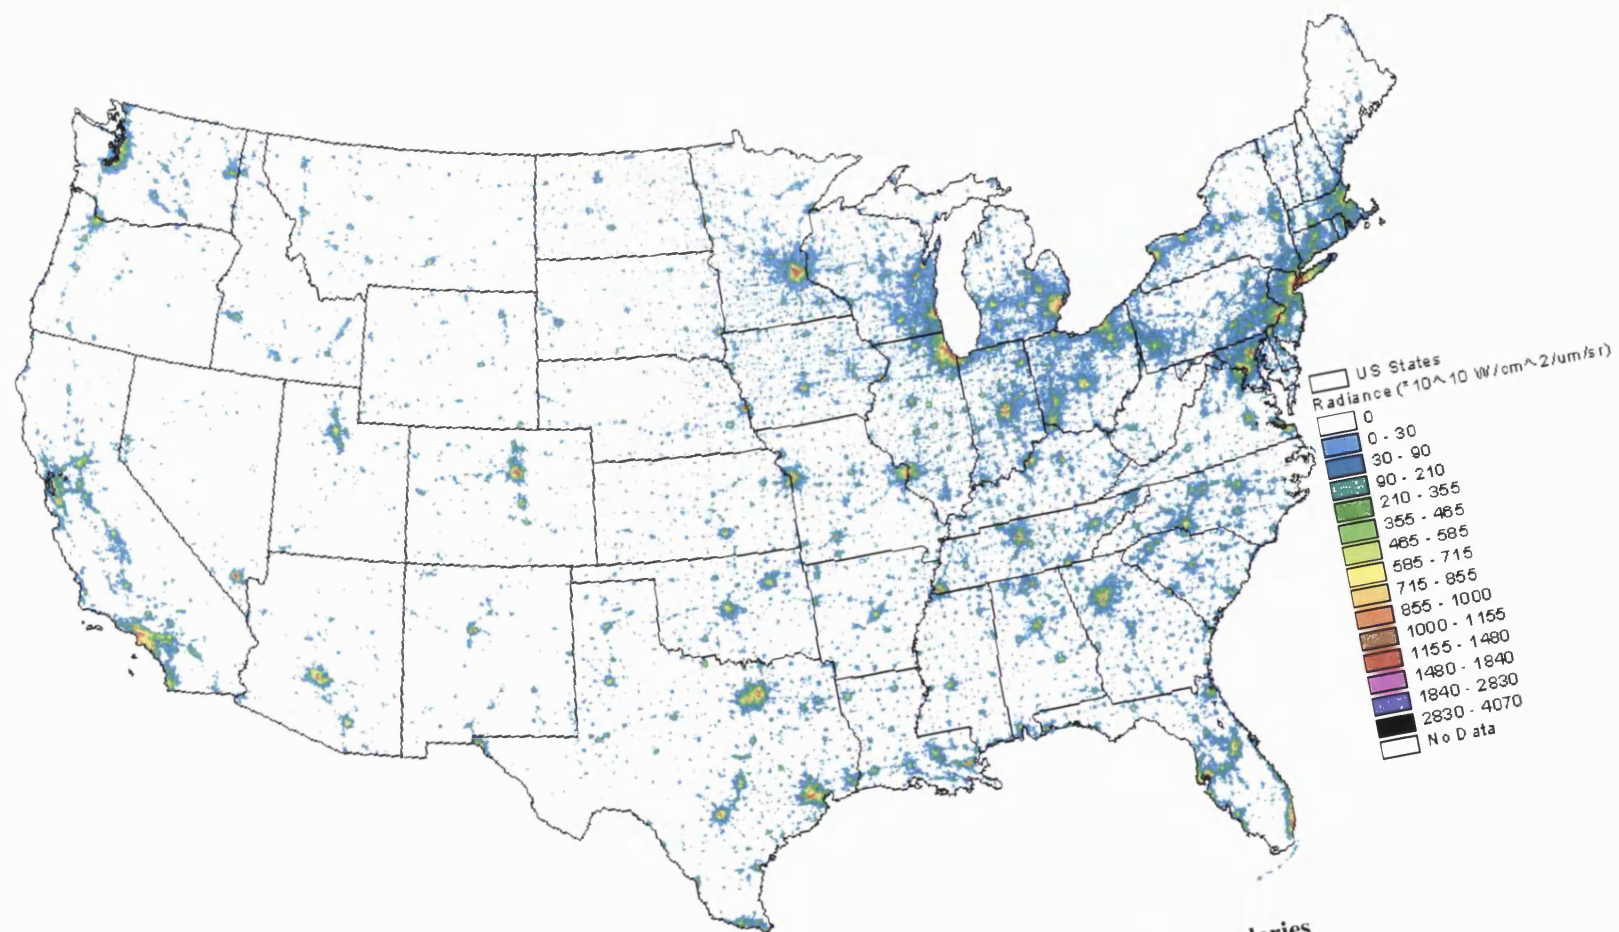 US States
Radiance (*10^10 W/cm^2/um/sr)
0
0 - 30
30 - 90
90 - 210
210 - 355
355 - 465
465 - 585
585 - 715
715 - 855
855 - 1000
1000 - 1155
1155 - 1480
1480 - 1840
1840 - 2830
2830 - 4070
No Data